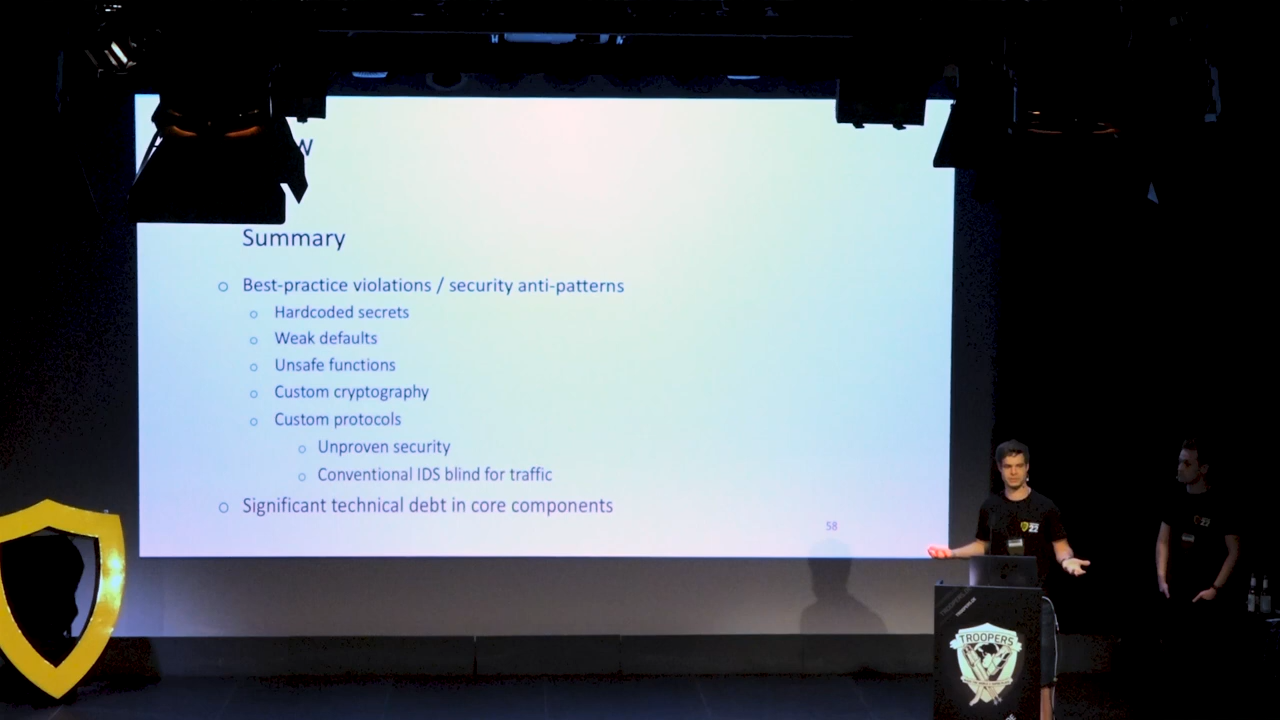 w
Summary
Best-practice violations / security anti-patterns
Hardcoded secrets
Weak defaults
Unsafe functions
Custom cryptography
Custom protocols
Unproven security
Conventional IDS blind for traffic
Significant technical debt in core components
58
TROOPERS